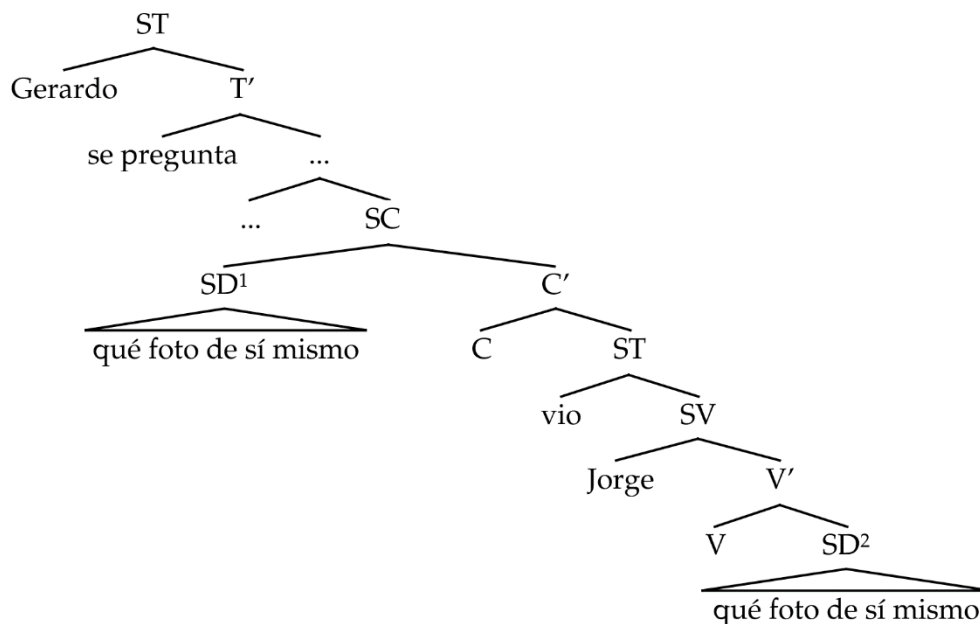 ST
Gerardo T′
se pregunta ...
... SC
SD¹ C′
qué foto de sí mismo C ST
vio SV
Jorge V′
V SD²
qué foto de sí mismo